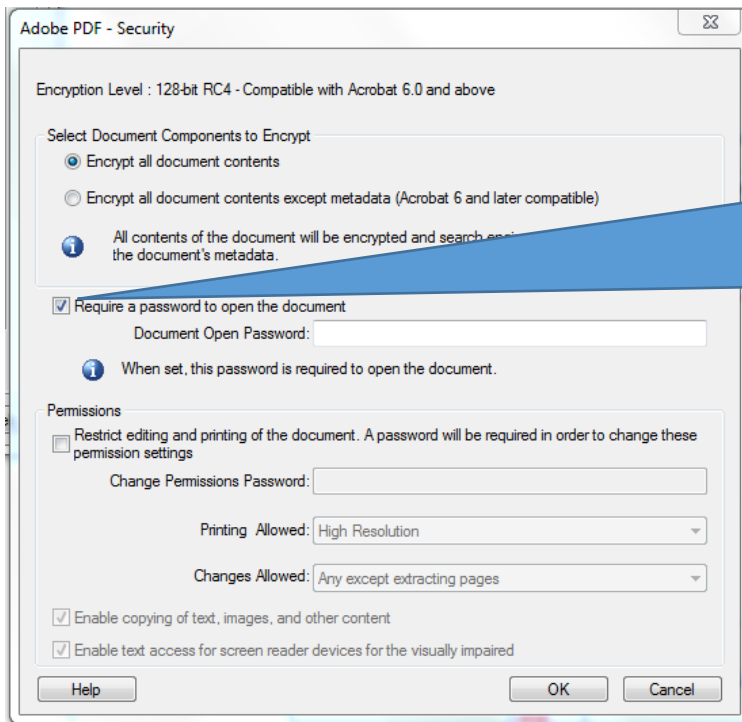 Adobe PDF - Security
Encryption Level : 128-bit RC4 - Compatible with Acrobat 6.0 and above
Select Document Components to Encrypt
Encrypt all document contents
Encrypt all document contents except metadata (Acrobat 6 and later compatible)
All contents of the document will be encrypted and search
the document's metadata.
Require a password to open the document
Document Open Password:
When set, this password is required to open the document.
Permissions
Restrict editing and printing of the document. A password will be required in order to change these
permission settings
Change Permissions Password:
Printing Allowed: High Resolution
Changes Allowed: Any except extracting pages
Enable copying of text, images, and other content
Enable text access for screen reader devices for the visually impaired
Help OK Cancel